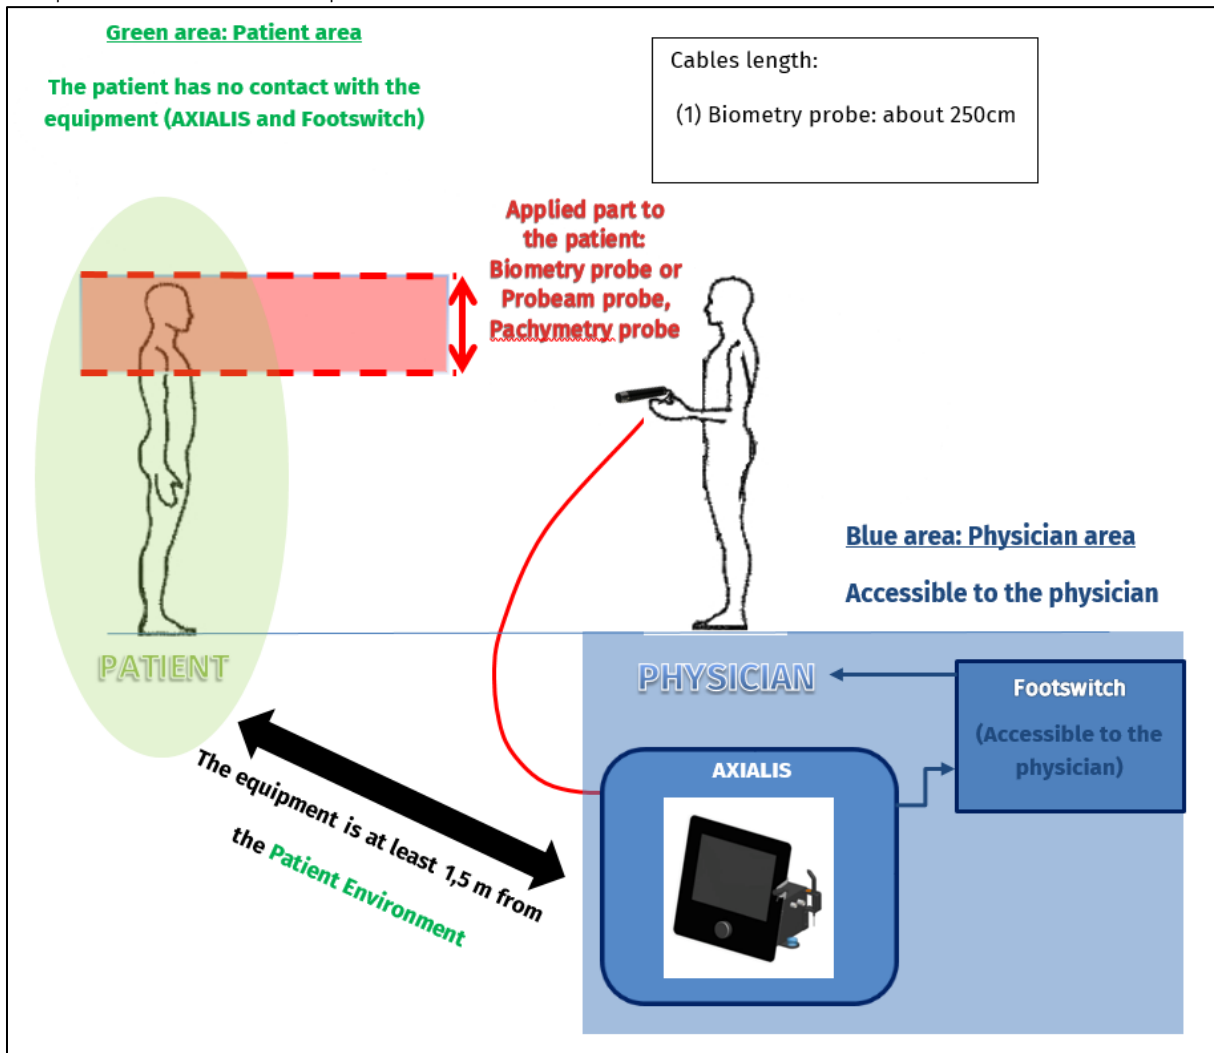 Green area: Patient area
The patient has no contact with the
equipment (AXIALIS and Footswitch)
Cables length:
(1) Biometry probe: about 250cm
Applied part to
the patient:
Biometry probe or
Probeam probe,
Pachymetry probe
Blue area: Physician area
Accessible to the physician
PATIENT
PHYSICIAN
Footswitch
(Accessible to the
physician)
AXIALIS
The equipment is at least 1,5 m from
the Patient Environment